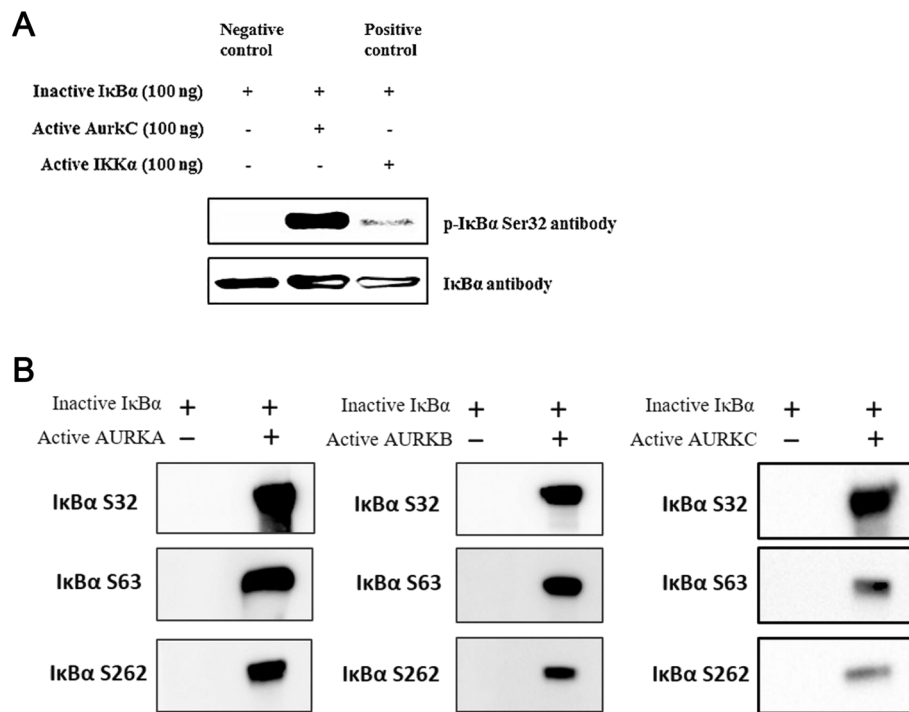 A
Negative control
Positive control
Inactive IκBα (100 ng) + + +
Active AurkC (100 ng) - + -
Active IKKα (100 ng) - - +
p-IκBα Ser32 antibody
IκBα antibody
B
Inactive IκBα + +
Active AURKA – +
IκBα S32
IκBα S63
IκBα S262
Inactive IκBα + +
Active AURKB – +
IκBα S32
IκBα S63
IκBα S262
Inactive IκBα + +
Active AURKC – +
IκBα S32
IκBα S63
IκBα S262